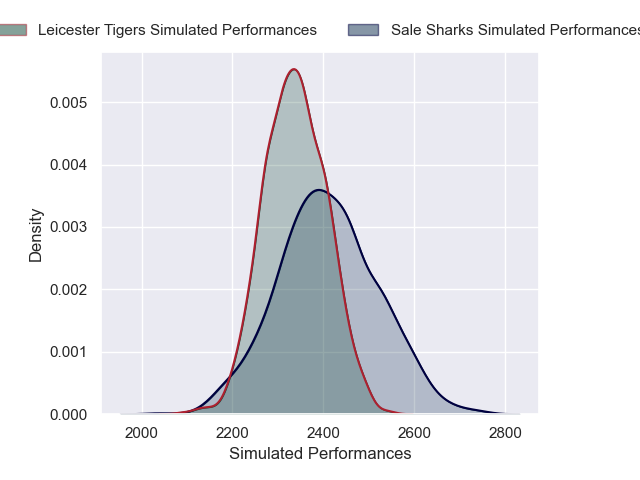 Leicester Tigers Simulated Performances Sale Sharks Simulated Performances
0.005
0.004
0.003
0.002
0.001
0.000
Density
2000 2200 2400 2600 2800
Simulated Performances